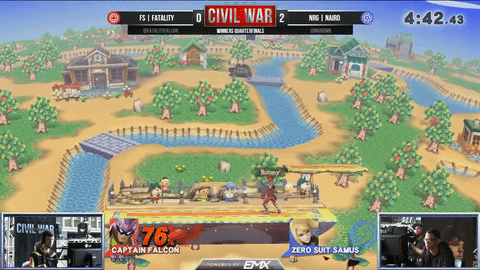 FS | FATALITY 0 CIVIL WAR 2 NRG | NAIRO
@FATALITYFALCON WINNERS QUARTERFINALS @NAIROMK
4:42.43
76%
CAPTAIN FALCON
ZERO SUIT SAMUS
CIVIL WAR
POWERED BY EMX